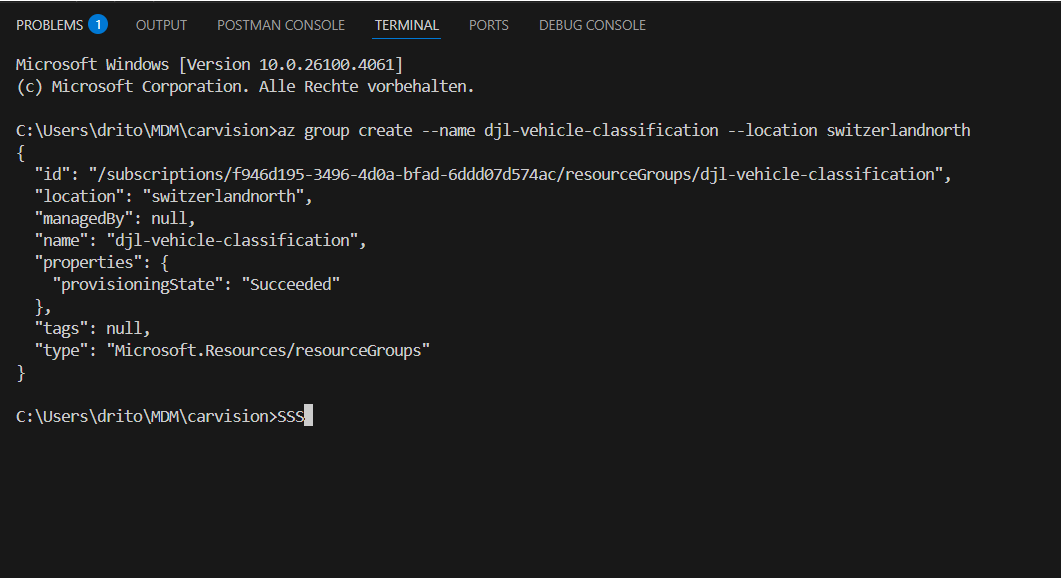 PROBLEMS 1 OUTPUT POSTMAN CONSOLE TERMINAL PORTS DEBUG CONSOLE
Microsoft Windows [Version 10.0.26100.4061]
(c) Microsoft Corporation. Alle Rechte vorbehalten.
C:\Users\drito\MDM\carvision>az group create --name djl-vehicle-classification --location switzerlandnorth
{
  "id": "/subscriptions/f946d195-3496-4d0a-bfad-6ddd07d574ac/resourceGroups/djl-vehicle-classification",
  "location": "switzerlandnorth",
  "managedBy": null,
  "name": "djl-vehicle-classification",
  "properties": {
    "provisioningState": "Succeeded"
  },
  "tags": null,
  "type": "Microsoft.Resources/resourceGroups"
}
C:\Users\drito\MDM\carvision>SSS